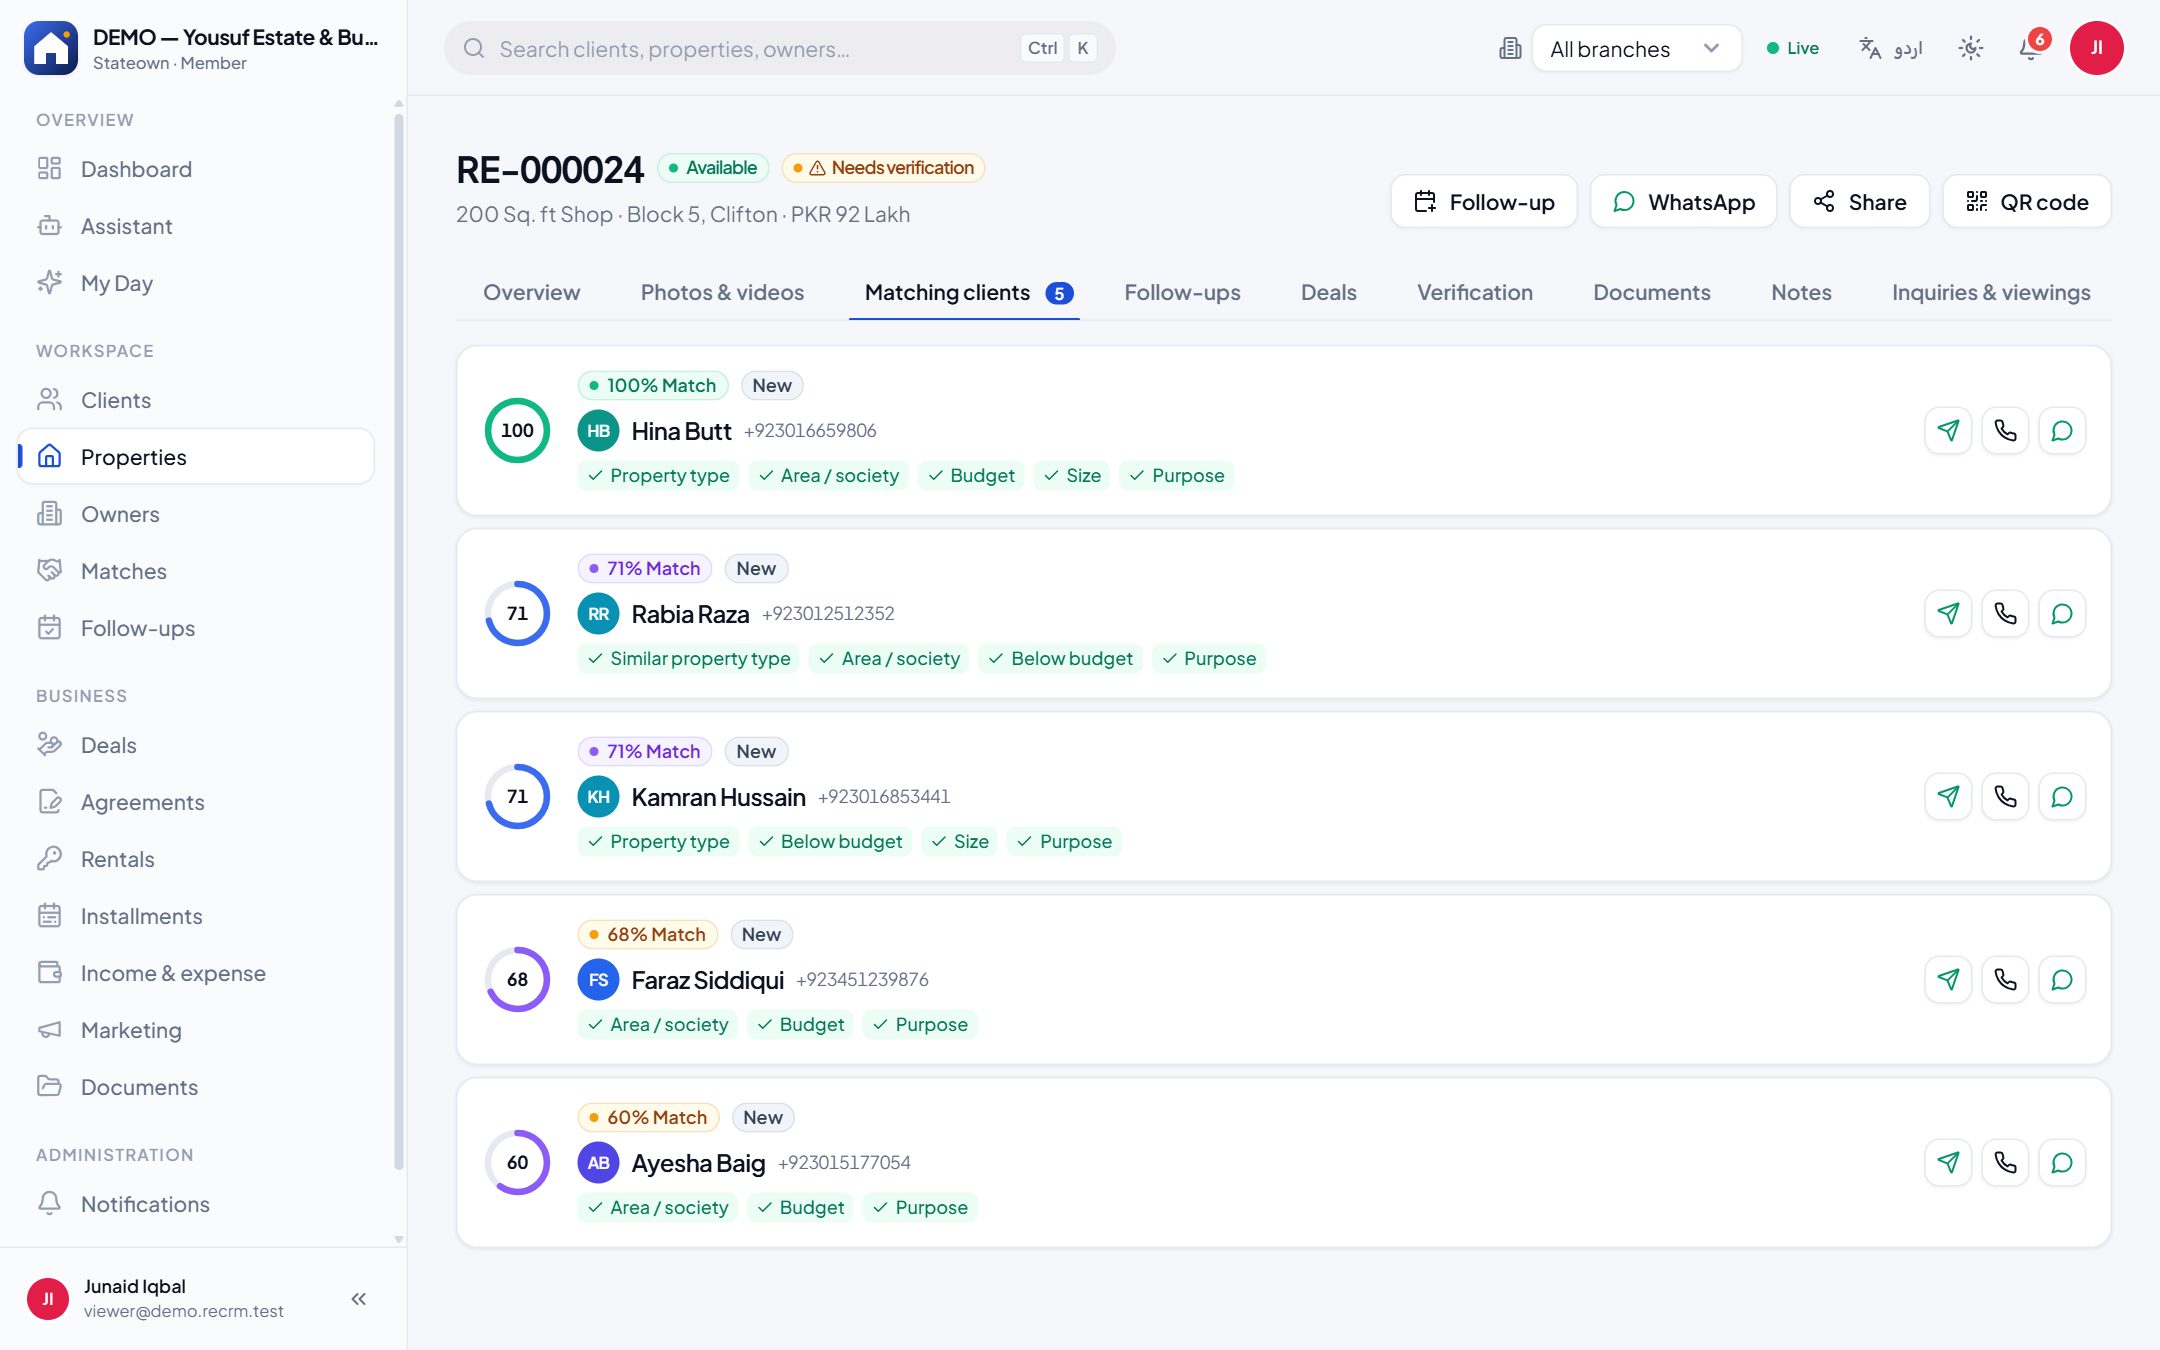 DEMO — Yousuf Estate & Bu...
Stateown · Member
OVERVIEW
Dashboard
Assistant
My Day
WORKSPACE
Clients
Properties
Owners
Matches
Follow-ups
BUSINESS
Deals
Agreements
Rentals
Installments
Income & expense
Marketing
Documents
ADMINISTRATION
Notifications
JI
Junaid Iqbal
viewer@demo.recrm.test
Search clients, properties, owners...
Ctrl K
All branches
Live
اردو
6
JI
RE-000024
Available
Needs verification
200 Sq. ft Shop · Block 5, Clifton · PKR 92 Lakh
Follow-up
WhatsApp
Share
QR code
Overview
Photos & videos
Matching clients 5
Follow-ups
Deals
Verification
Documents
Notes
Inquiries & viewings
100
100% Match New
HB Hina Butt +923016659806
Property type Area / society Budget Size Purpose
71
71% Match New
RR Rabia Raza +923012512352
Similar property type Area / society Below budget Purpose
71
71% Match New
KH Kamran Hussain +923016853441
Property type Below budget Size Purpose
68
68% Match New
FS Faraz Siddiqui +923451239876
Area / society Budget Purpose
60
60% Match New
AB Ayesha Baig +923015177054
Area / society Budget Purpose